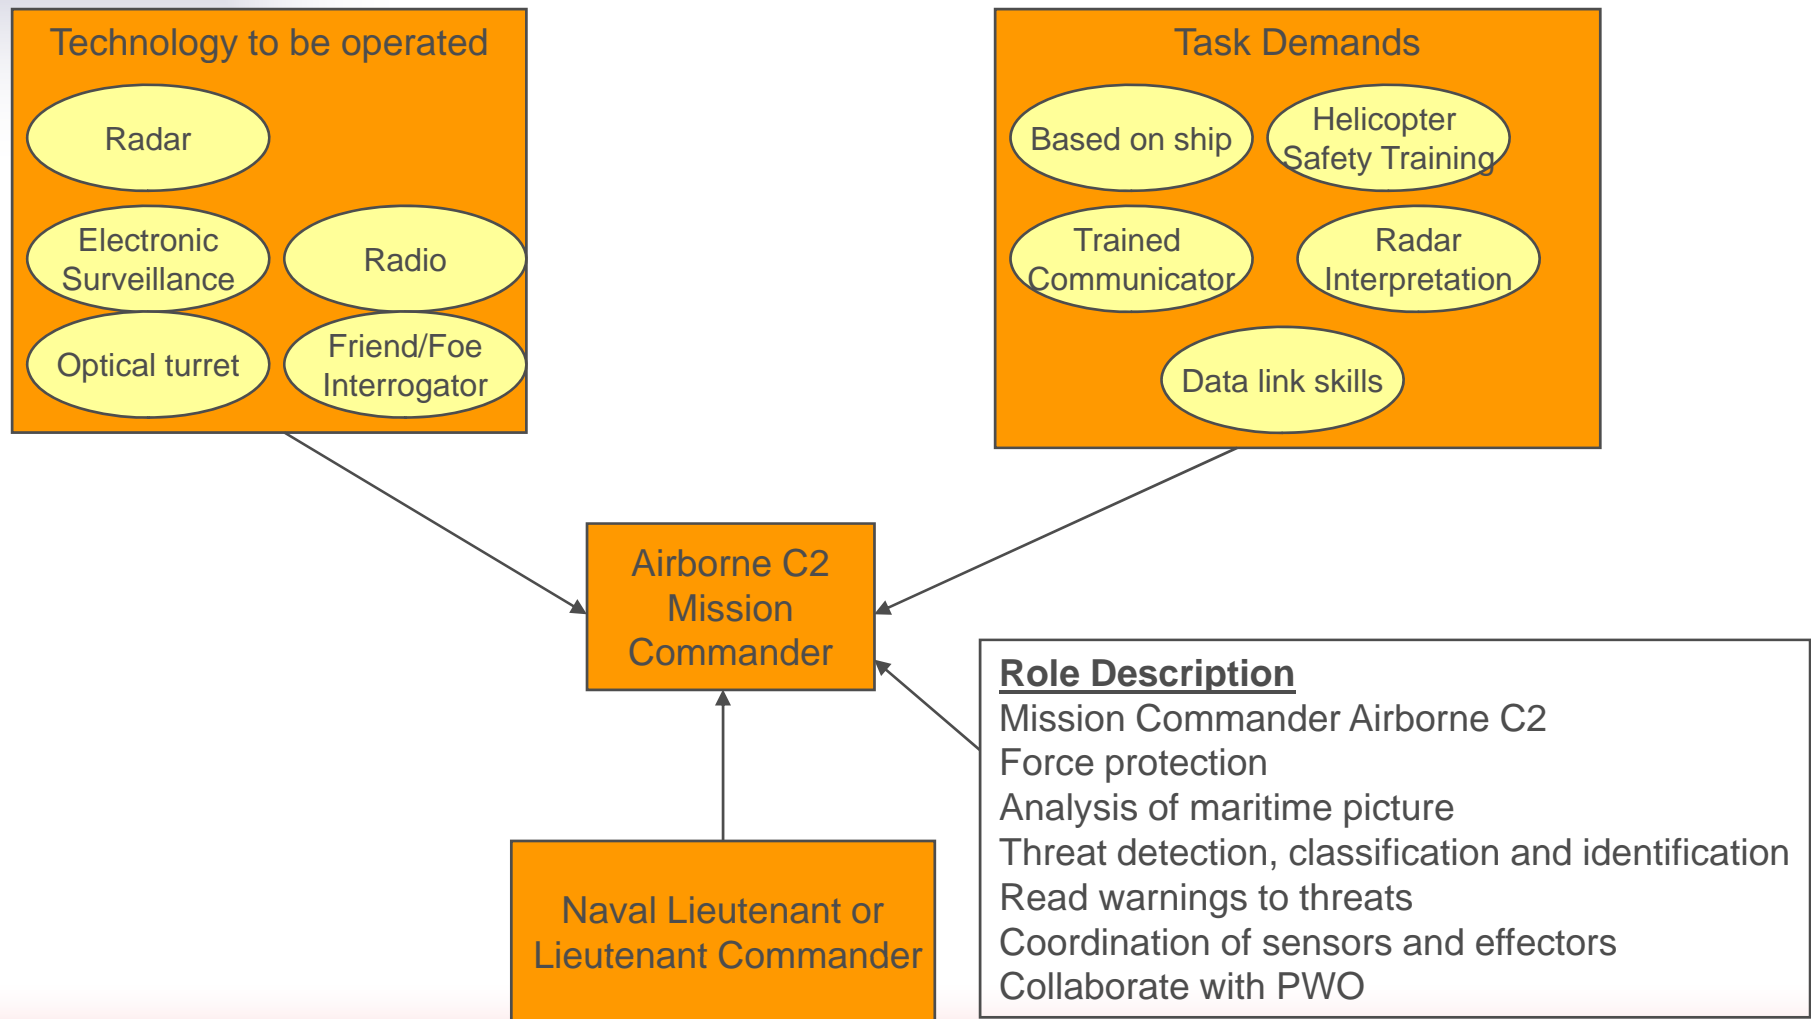 Technology to be operated
Radar
Electronic
Surveillance
Radio
Optical turret
Friend/Foe
Interrogator
Task Demands
Based on ship
Helicopter
Safety Training
Trained
Communicator
Radar
Interpretation
Data link skills
Airborne C2
Mission
Commander
Naval Lieutenant or
Lieutenant Commander
Role Description
Mission Commander Airborne C2
Force protection
Analysis of maritime picture
Threat detection, classification and identification
Read warnings to threats
Coordination of sensors and effectors
Collaborate with PWO